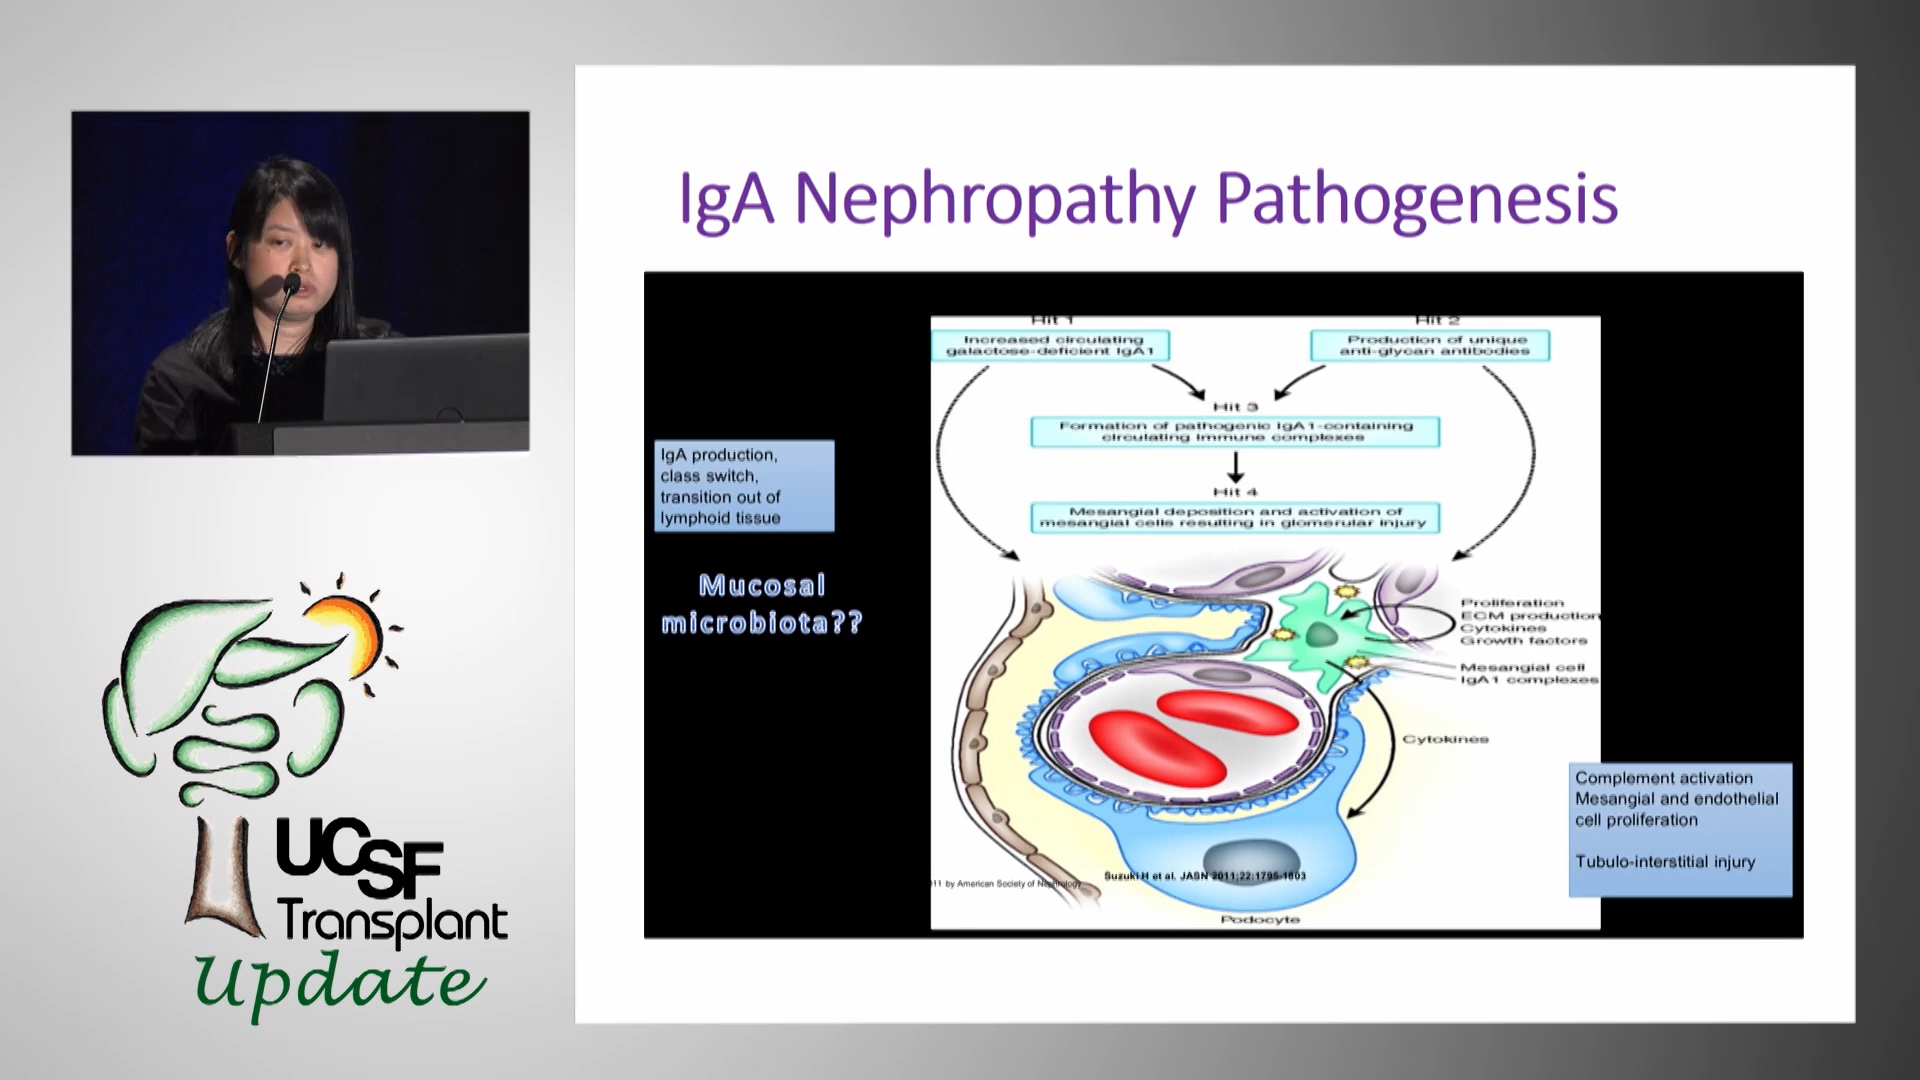 IgA Nephropathy Pathogenesis
Hit 1
Increased circulating
galactose-deficient IgA1
Hit 2
Production of unique
anti-glycan antibodies
Hit 3
Formation of pathogenic IgA1-containing
circulating immune complexes
Hit 4
Mesangial deposition and activation of
mesangial cells resulting in glomerular injury
IgA production,
class switch,
transition out of
lymphoid tissue
Mucosal
microbiota??
Proliferation
ECM production
Cytokines
Growth factors
Mesangial cell
IgA1 complexes
Cytokines
Complement activation
Mesangial and endothelial
cell proliferation
Tubulo-interstitial injury
Suzuki H et al. JASN 2011;22:1795-1803
11 by American Society of Nephrology
Podocyte
UCSF
Transplant
Update